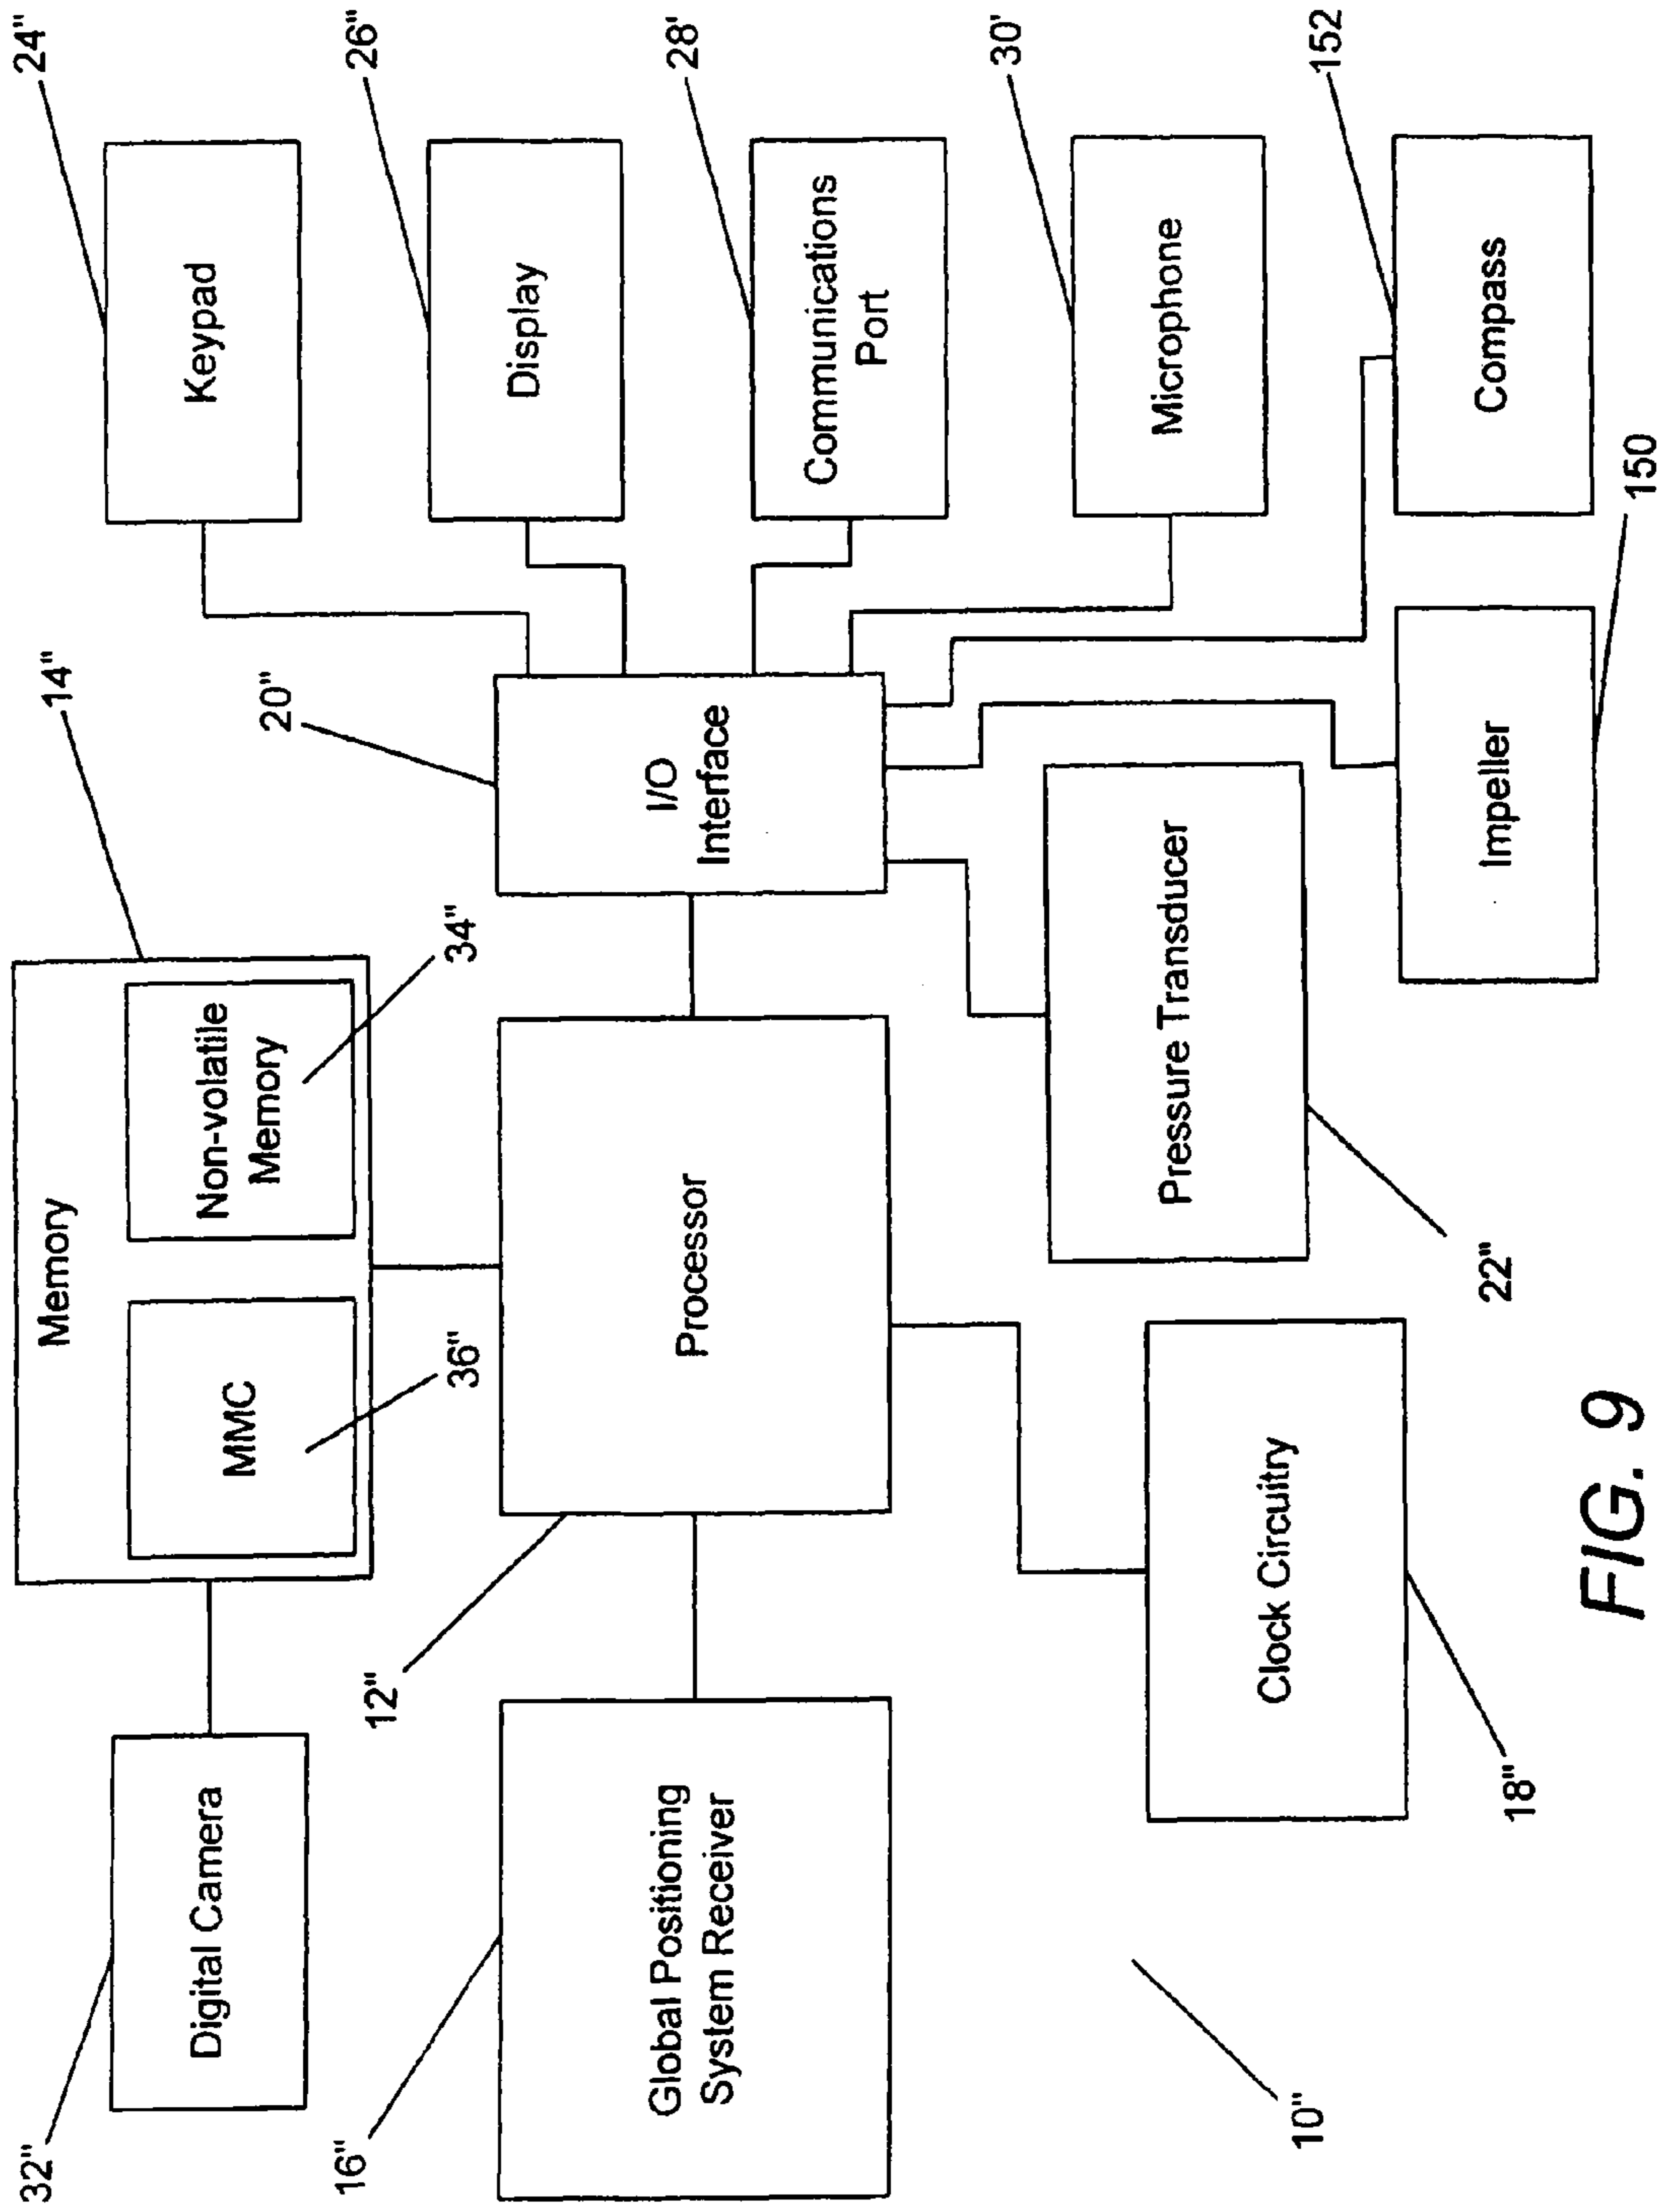 32"
Digital Camera
Memory
14"
MMC
Non-volatile
Memory
36"
34"
24"
Keypad
16"
Global Positioning
System Receiver
12"
Processor
20"
I/O
Interface
26"
Display
28'
Communications
Port
30'
Microphone
10"
18"
Clock Circuitry
22"
Pressure Transducer
Impeller
150
152
Compass
FIG. 9